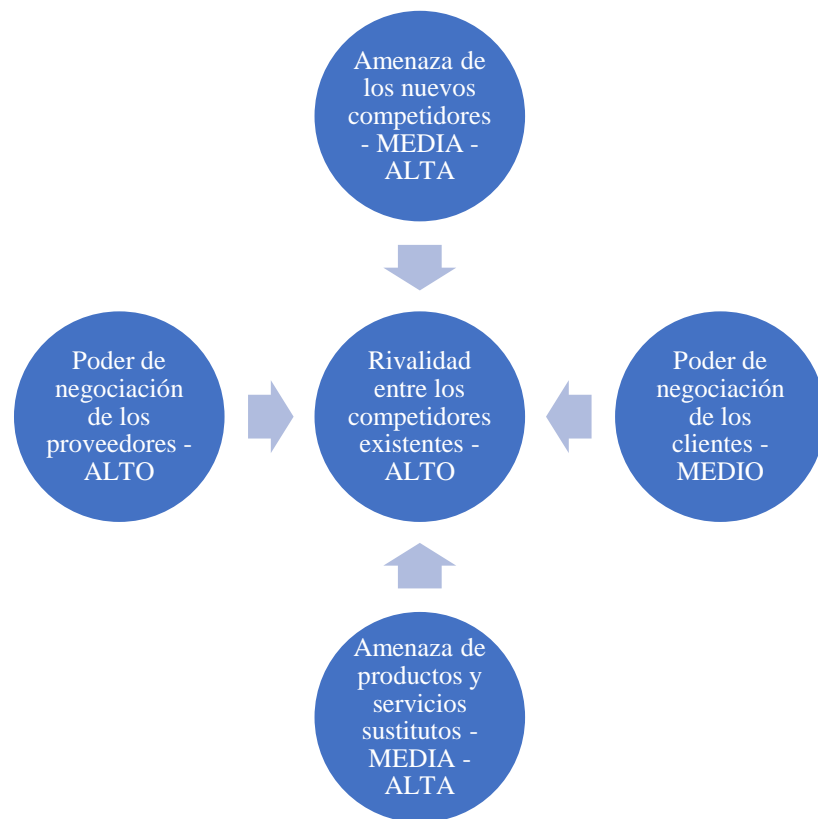 Amenaza de
los nuevos
competidores
- MEDIA -
ALTA
Poder de
negociación
de los
proveedores -
ALTO
Rivalidad
entre los
competidores
existentes -
ALTO
Poder de
negociación
de los
clientes -
MEDIO
Amenaza de
productos y
servicios
sustitutos -
MEDIA -
ALTA